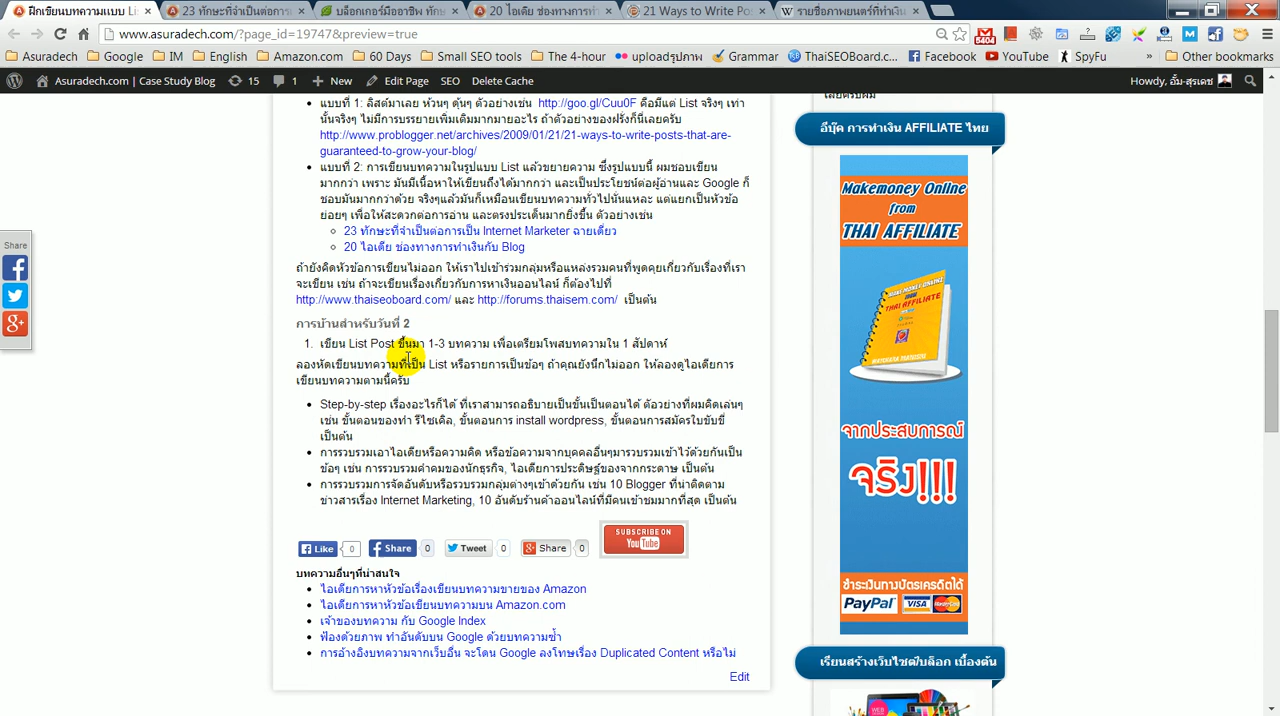 ฝึกเขียนบทความแบบ Lis
23 ทักษะที่จำเป็นต่อการเ
บล็อกเกอร์มืออาชีพ ทักษ
20 ไอเดีย ช่องทางการทำ
21 Ways to Write Pos
รายชื่อภาพยนตร์ที่ทำเงิน
www.asuradech.com/?page_id=19747&preview=true
5404
Asuradech
Google
IM
English
Amazon.com
60 Days
Small SEO tools
The 4-hour
uploadรูปภาพ
Grammar
ThaiSEOBoard.c...
Facebook
YouTube
SpyFu
»
Other bookmarks
Asuradech.com | Case Study Blog
15
1
New
Edit Page
SEO
Delete Cache
Howdy, อั้ม-สุรเดช
เลยครับผม
แบบที่ 1: ลิสต์มาเลย ห้วนๆ ดุ้นๆ ตัวอย่างเช่น http://goo.gl/Cuu0F คือมีแต่ List จริงๆ เท่า
นั้นจริงๆ ไม่มีการบรรยายเพิ่มเติมมากมายอะไร ถ้าตัวอย่างของฝรั่งก็นี่เลยครับ
http://www.problogger.net/archives/2009/01/21/21-ways-to-write-posts-that-are-
guaranteed-to-grow-your-blog/
แบบที่ 2: การเขียนบทความในรูปแบบ List แล้วขยายความ ซึ่งรูปแบบนี้ ผมชอบเขียน
มากกว่า เพราะ มันมีเนื้อหาให้เขียนถึงได้มากกว่า และเป็นประโยชน์ต่อผู้อ่านและ Google ก็
ชอบมันมากกว่าด้วย จริงๆแล้วมันก็เหมือนเขียนบทความทั่วไปนั่นแหละ แต่แยกเป็นหัวข้อ
ย่อยๆ เพื่อให้สะดวกต่อการอ่าน และตรงประเด็นมากยิ่งขึ้น ตัวอย่างเช่น
23 ทักษะที่จำเป็นต่อการเป็น Internet Marketer ฉายเดี่ยว
20 ไอเดีย ช่องทางการทำเงินกับ Blog
ถ้ายังคิดหัวข้อการเขียนไม่ออก ให้เราไปเข้าร่วมกลุ่มหรือแหล่งรวมคนที่พูดคุยเกี่ยวกับเรื่องที่เรา
จะเขียน เช่น ถ้าจะเขียนเรื่องเกี่ยวกับการหาเงินออนไลน์ ก็ต้องไปที่
http://www.thaiseoboard.com/ และ http://forums.thaisem.com/ เป็นต้น
การบ้านสำหรับวันที่ 2
1. เขียน List Post ขึ้นมา 1-3 บทความ เพื่อเตรียมโพสบทความใน 1 สัปดาห์
ลองหัดเขียนบทความที่เป็น List หรือรายการเป็นข้อๆ ถ้าคุณยังนึกไม่ออก ให้ลองดูไอเดียการ
เขียนบทความตามนี้ครับ
Step-by-step เรื่องอะไรก็ได้ ที่เราสามารถอธิบายเป็นขั้นเป็นตอนได้ ตัวอย่างที่ผมคิดเล่นๆ
เช่น ขั้นตอนของทำ รีไซเคิล, ขั้นตอนการ install wordpress, ขั้นตอนการสมัครใบขับขี่
เป็นต้น
การรวบรวมเอาไอเดียหรือความคิด หรือข้อความจากบุคคลอื่นๆมารวบรวมเข้าไว้ด้วยกันเป็น
ข้อๆ เช่น การรวบรวมคำคมของนักธุรกิจ, ไอเดียการประดิษฐ์ของจากกระดาษ เป็นต้น
การรวบรวมการจัดอันดับหรือรวบรวมกลุ่มต่างๆเข้าด้วยกัน เช่น 10 Blogger ที่น่าติดตาม
ข่าวสารเรื่อง Internet Marketing, 10 อันดับร้านค้าออนไลน์ที่มีคนเข้าชมมากที่สุด เป็นต้น
Like 0
Share 0
Tweet 0
Share 0
SUBSCRIBE ON
YouTube
บทความอื่นๆที่น่าสนใจ
ไอเดียการหาหัวข้อเรื่องเขียนบทความขายของ Amazon
ไอเดียการหาหัวข้อเขียนบทความบน Amazon.com
เจ้าของบทความ กับ Google Index
ฟ้องด้วยภาพ ทำอันดับบน Google ด้วยบทความซ้ำ
การอ้างอิงบทความจากเว็บอื่น จะโดน Google ลงโทษเรื่อง Duplicated Content หรือไม่
Edit
Share
อีบุ๊ค การทำเงิน AFFILIATE ไทย
Makemoney Online
from
THAI AFFILIATE
จากประสบการณ์
จริง!!!
ชำระเงินทางบัตรเครดิตได้
PayPal VISA MasterCard
เรียนสร้างเว็บไซต์/บล็อก เบื้องต้น